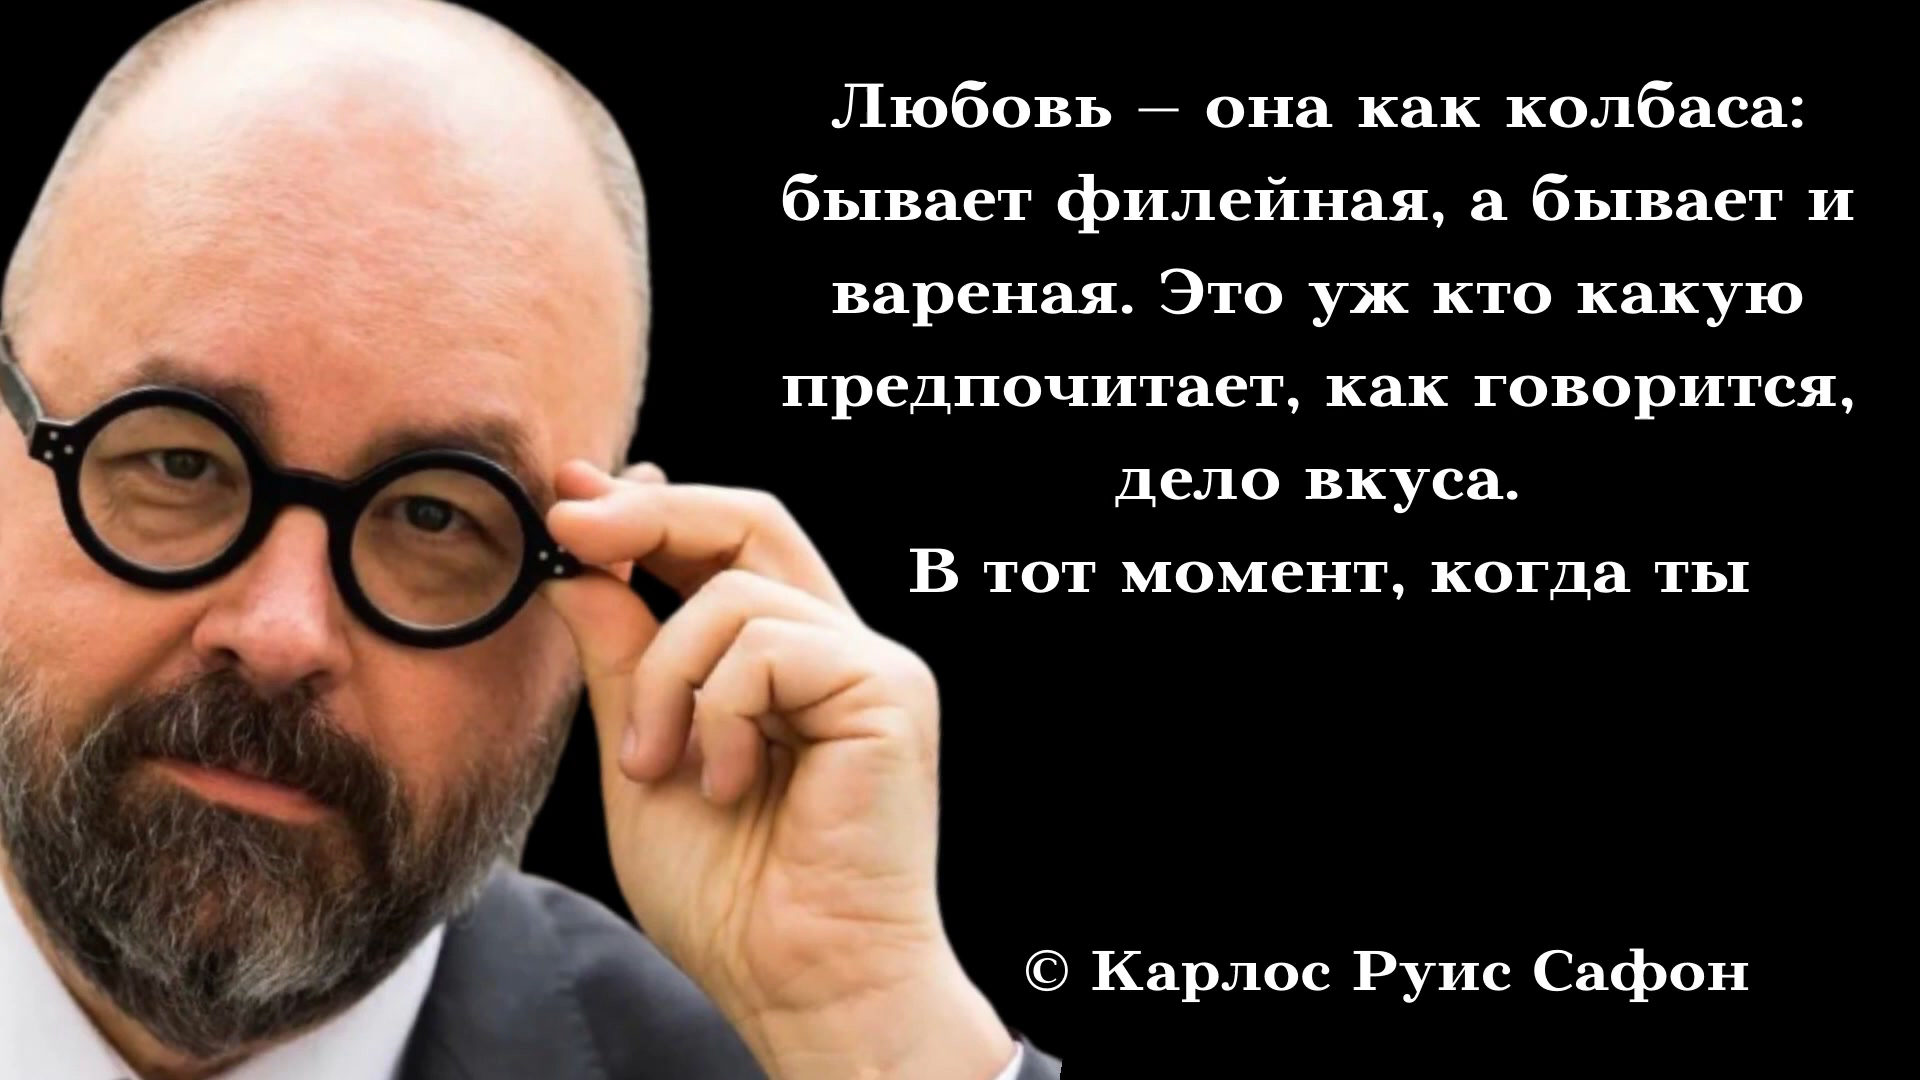 Любовь – она как колбаса:
бывает филейная, а бывает и
вареная. Это уж кто какую
предпочитает, как говорится,
дело вкуса.
В тот момент, когда ты
© Карлос Руис Сафон